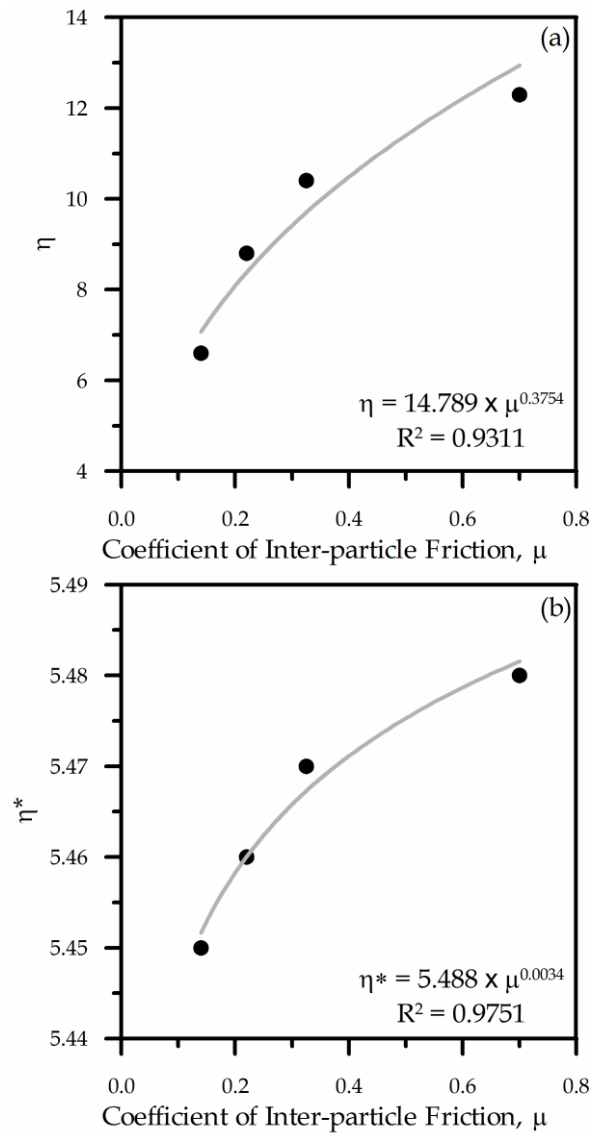 14
(a)
12
10
η
8
6
η = 14.789 x μ^0.3754
R² = 0.9311
4
0.0 0.2 0.4 0.6 0.8
Coefficient of Inter-particle Friction, μ
5.49
(b)
5.48
5.47
η*
5.46
5.45
η* = 5.488 x μ^0.0034
R² = 0.9751
5.44
0.0 0.2 0.4 0.6 0.8
Coefficient of Inter-particle Friction, μ